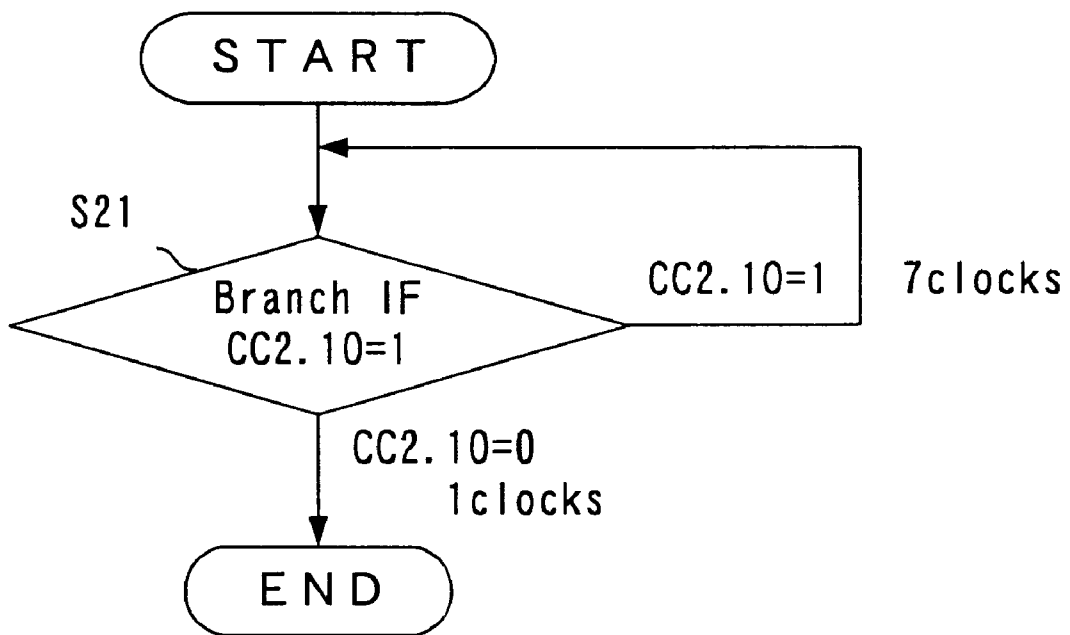 START
S21
Branch IF
CC2.10=1
CC2.10=1
7clocks
CC2.10=0
1clocks
END